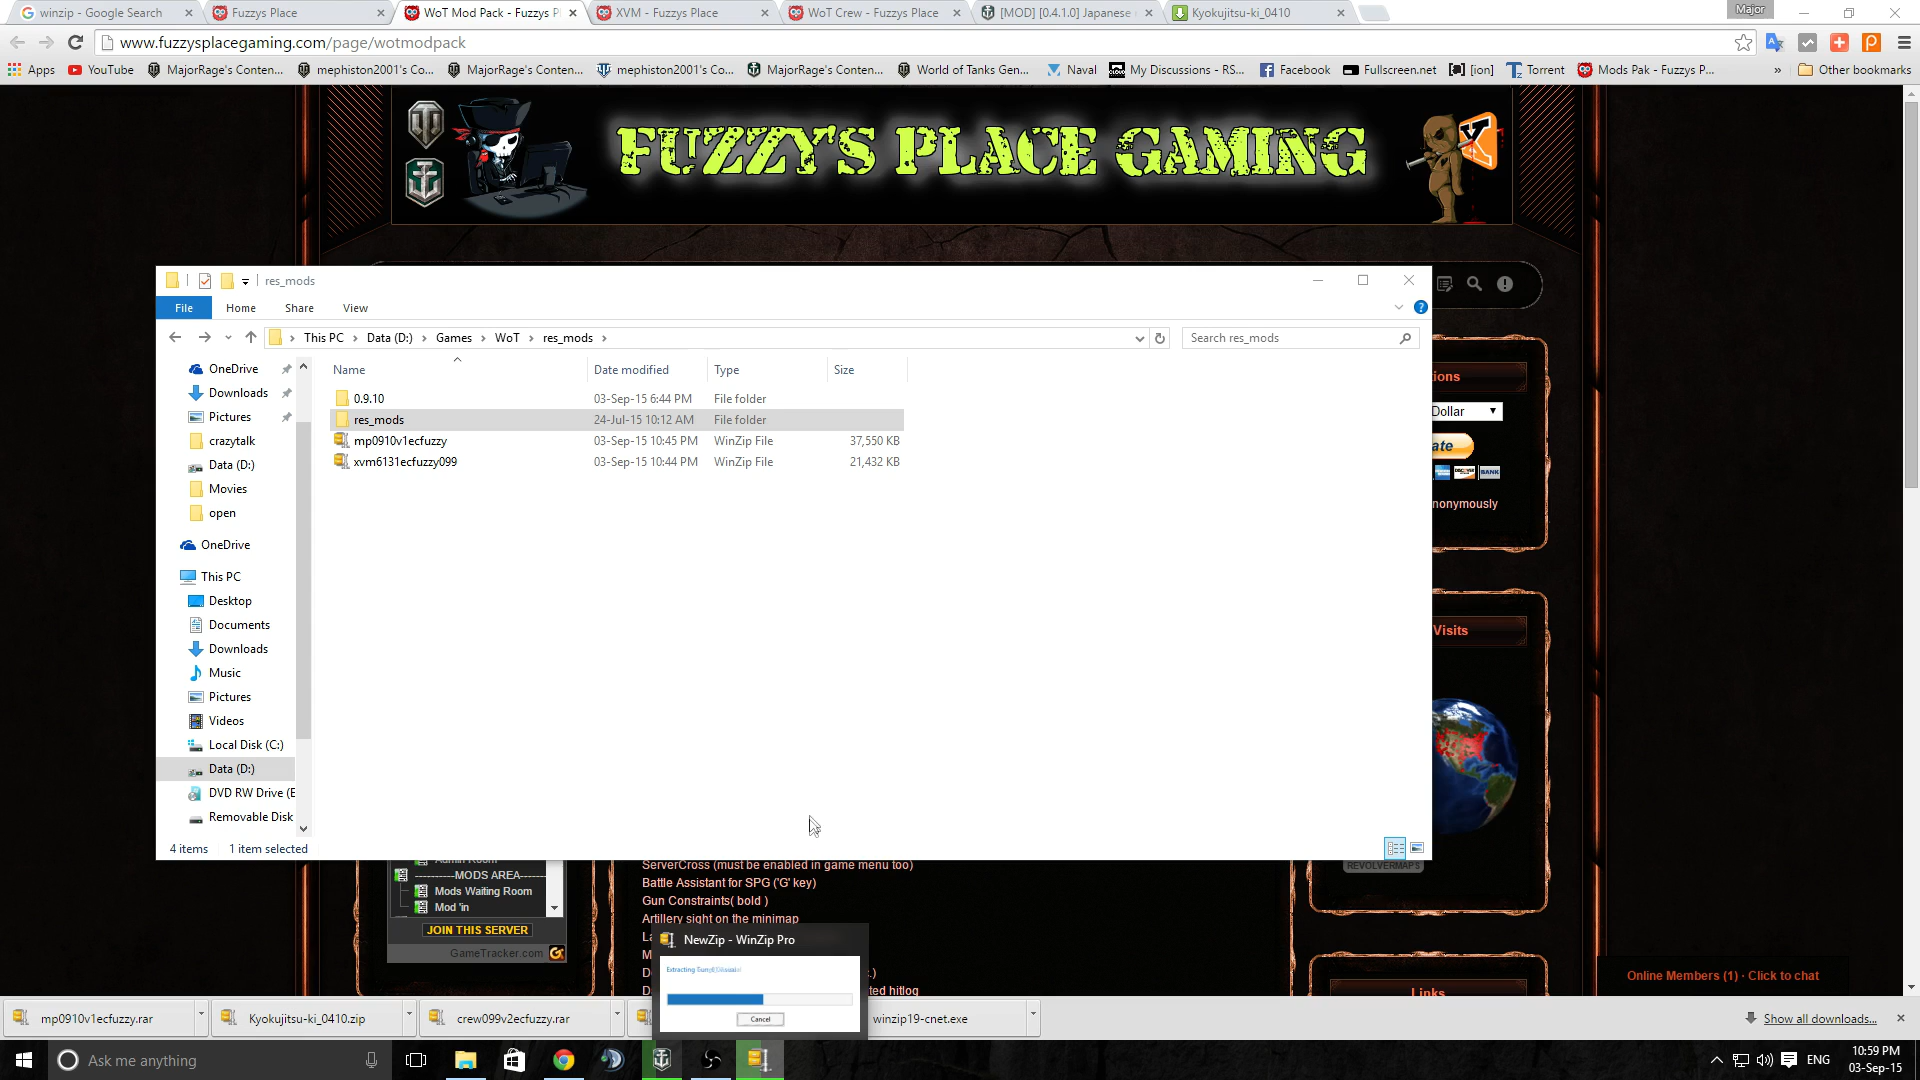 winzip - Google Search
Fuzzys Place
WoT Mod Pack - Fuzzys Pl
XVM - Fuzzys Place
WoT Crew - Fuzzys Place
[MOD] [0.4.1.0] Japanese
Kyokujitsu-ki_0410
Major
www.fuzzysplacegaming.com/page/wotmodpack
Apps
YouTube
MajorRage's Conten...
mephiston2001's Co...
MajorRage's Conten...
mephiston2001's Co...
MajorRage's Conten...
World of Tanks Gen...
Naval
My Discussions - RS...
Facebook
Fullscreen.net
[ion]
Torrent
Mods Pak - Fuzzys P...
»
Other bookmarks
FUZZY'S PLACE GAMING
res_mods
File
Home
Share
View
This PC
Data (D:)
Games
WoT
res_mods
Search res_mods
Name
Date modified
Type
Size
0.9.10
03-Sep-15 6:44 PM
File folder
res_mods
24-Jul-15 10:12 AM
File folder
mp0910v1ecfuzzy
03-Sep-15 10:45 PM
WinZip File
37,550 KB
xvm6131ecfuzzy099
03-Sep-15 10:44 PM
WinZip File
21,432 KB
OneDrive
Downloads
Pictures
crazytalk
Data (D:)
Movies
open
OneDrive
This PC
Desktop
Documents
Downloads
Music
Pictures
Videos
Local Disk (C:)
Data (D:)
DVD RW Drive (E
Removable Disk
4 items
1 item selected
tions
Dollar
ate
BANK
nonymously
Visits
REVOLVERMAPS
Admin Room
----------MODS AREA-------
Mods Waiting Room
Mod 'in
JOIN THIS SERVER
GameTracker.com
ServerCross (must be enabled in game menu too)
Battle Assistant for SPG ('G' key)
Gun Constraints( bold )
Artillery sight on the minimap
La
M
D
.)
D
ted hitlog
NewZip - WinZip Pro
Cancel
Links
Online Members (1) · Click to chat
mp0910v1ecfuzzy.rar
Kyokujitsu-ki_0410.zip
crew099v2ecfuzzy.rar
winzip19-cnet.exe
Show all downloads...
Ask me anything
ENG
10:59 PM
03-Sep-15